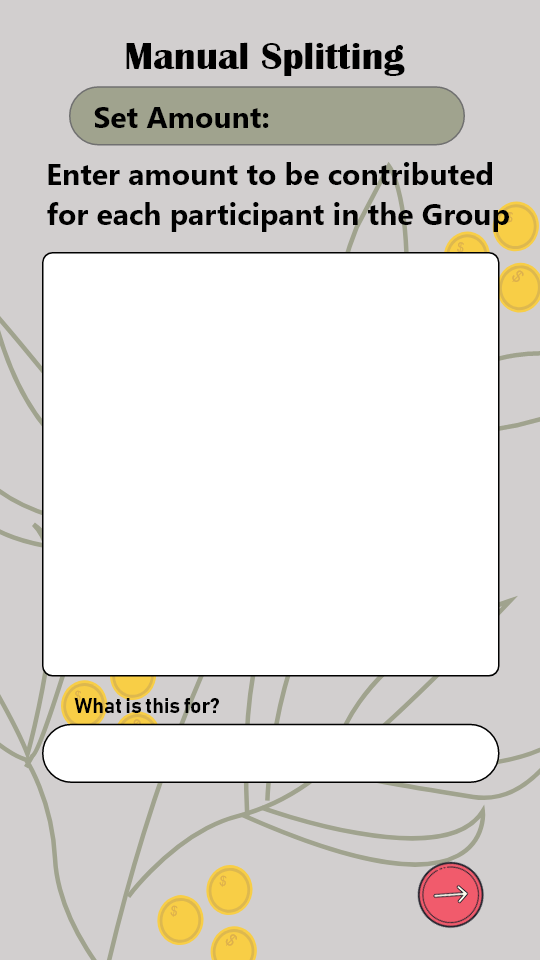 Manual Splitting
Set Amount:
Enter amount to be contributed
for each participant in the Group
$
$
$
What is this for?
$
$
$
$